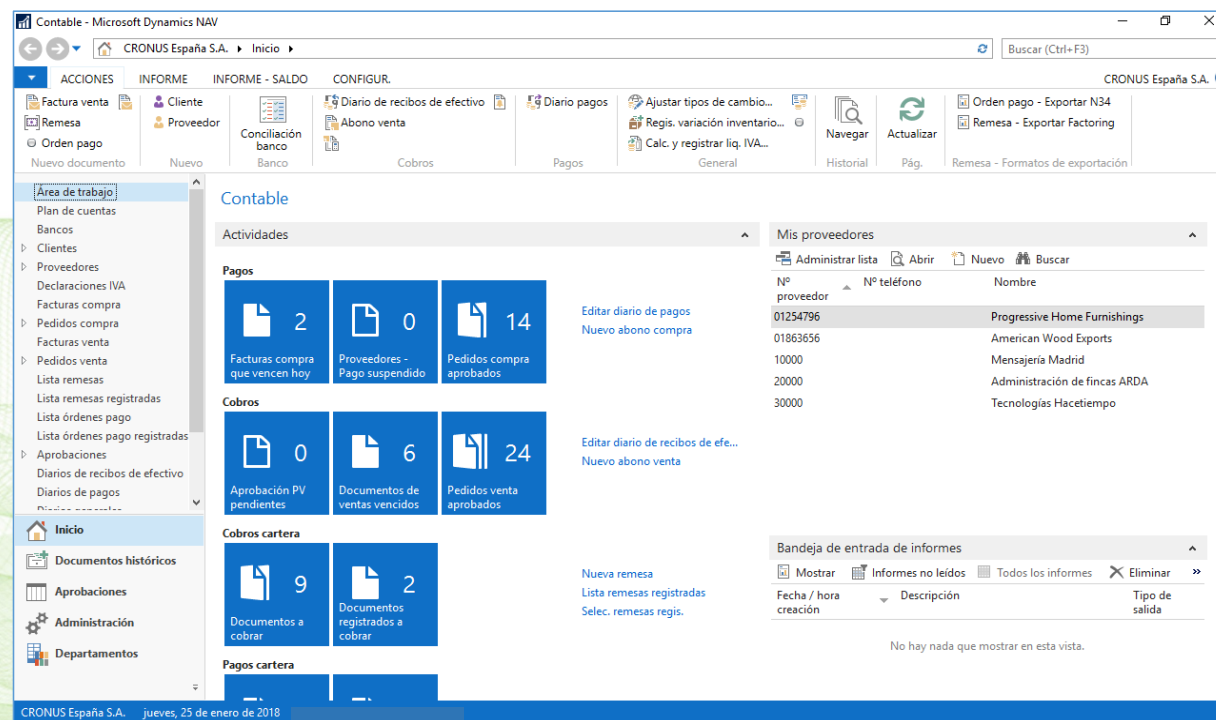 Contable - Microsoft Dynamics NAV
CRONUS España S.A. Inicio
Buscar (Ctrl+F3)
ACCIONES INFORME INFORME - SALDO CONFIGUR.
CRONUS España S.A.
Factura venta Cliente Diario de recibos de efectivo Diario pagos Ajustar tipos de cambio... Orden pago - Exportar N34
Remesa Proveedor Abono venta Regis. variación inventario... Remesa - Exportar Factoring
Orden pago Conciliación banco Calc. y registrar liq. IVA... Navegar Actualizar
Nuevo documento Nuevo Banco Cobros Pagos General Historial Pág. Remesa - Formatos de exportación
Área de trabajo
Plan de cuentas
Bancos
Clientes
Proveedores
Declaraciones IVA
Facturas compra
Pedidos compra
Facturas venta
Pedidos venta
Lista remesas
Lista remesas registradas
Lista órdenes pago
Lista órdenes pago registradas
Aprobaciones
Diarios de recibos de efectivo
Diarios de pagos
Diarios generales
Inicio
Documentos históricos
Aprobaciones
Administración
Departamentos
Contable
Actividades
Pagos
2
Facturas compra
que vencen hoy
0
Proveedores -
Pago suspendido
14
Pedidos compra
aprobados
Editar diario de pagos
Nuevo abono compra
Cobros
0
Aprobación PV
pendientes
6
Documentos de
ventas vencidos
24
Pedidos venta
aprobados
Editar diario de recibos de efe...
Nuevo abono venta
Cobros cartera
9
Documentos a
cobrar
2
Documentos
registrados a
cobrar
Nueva remesa
Lista remesas registradas
Selec. remesas regis.
Pagos cartera
Mis proveedores
Administrar lista Abrir Nuevo Buscar
Nº proveedor Nº teléfono Nombre
01254796 Progressive Home Furnishings
01863656 American Wood Exports
10000 Mensajería Madrid
20000 Administración de fincas ARDA
30000 Tecnologías Hacetiempo
Bandeja de entrada de informes
Mostrar Informes no leídos Todos los informes Eliminar »
Fecha / hora creación Descripción Tipo de salida
No hay nada que mostrar en esta vista.
CRONUS España S.A. jueves, 25 de enero de 2018